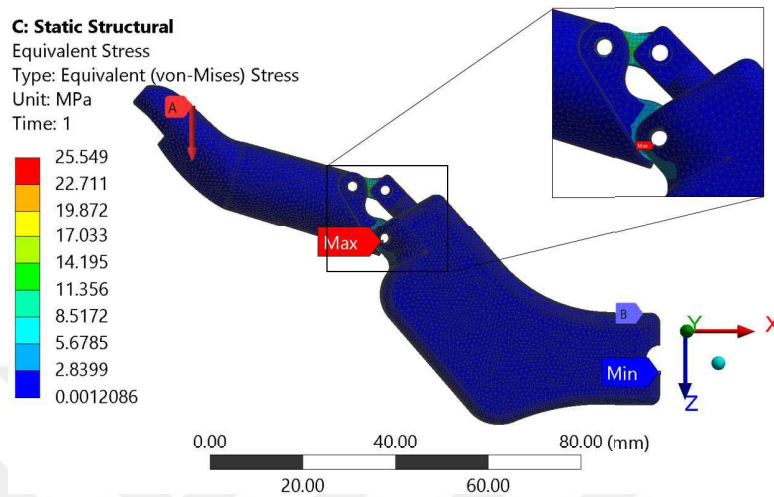 C: Static Structural
Equivalent Stress
Type: Equivalent (von-Mises) Stress
Unit: MPa
Time: 1
25.549
22.711
19.872
17.033
14.195
11.356
8.5172
5.6785
2.8399
0.0012086
A
Max
Max
B
Min
Y
X
Z
0.00 40.00 80.00 (mm)
20.00 60.00